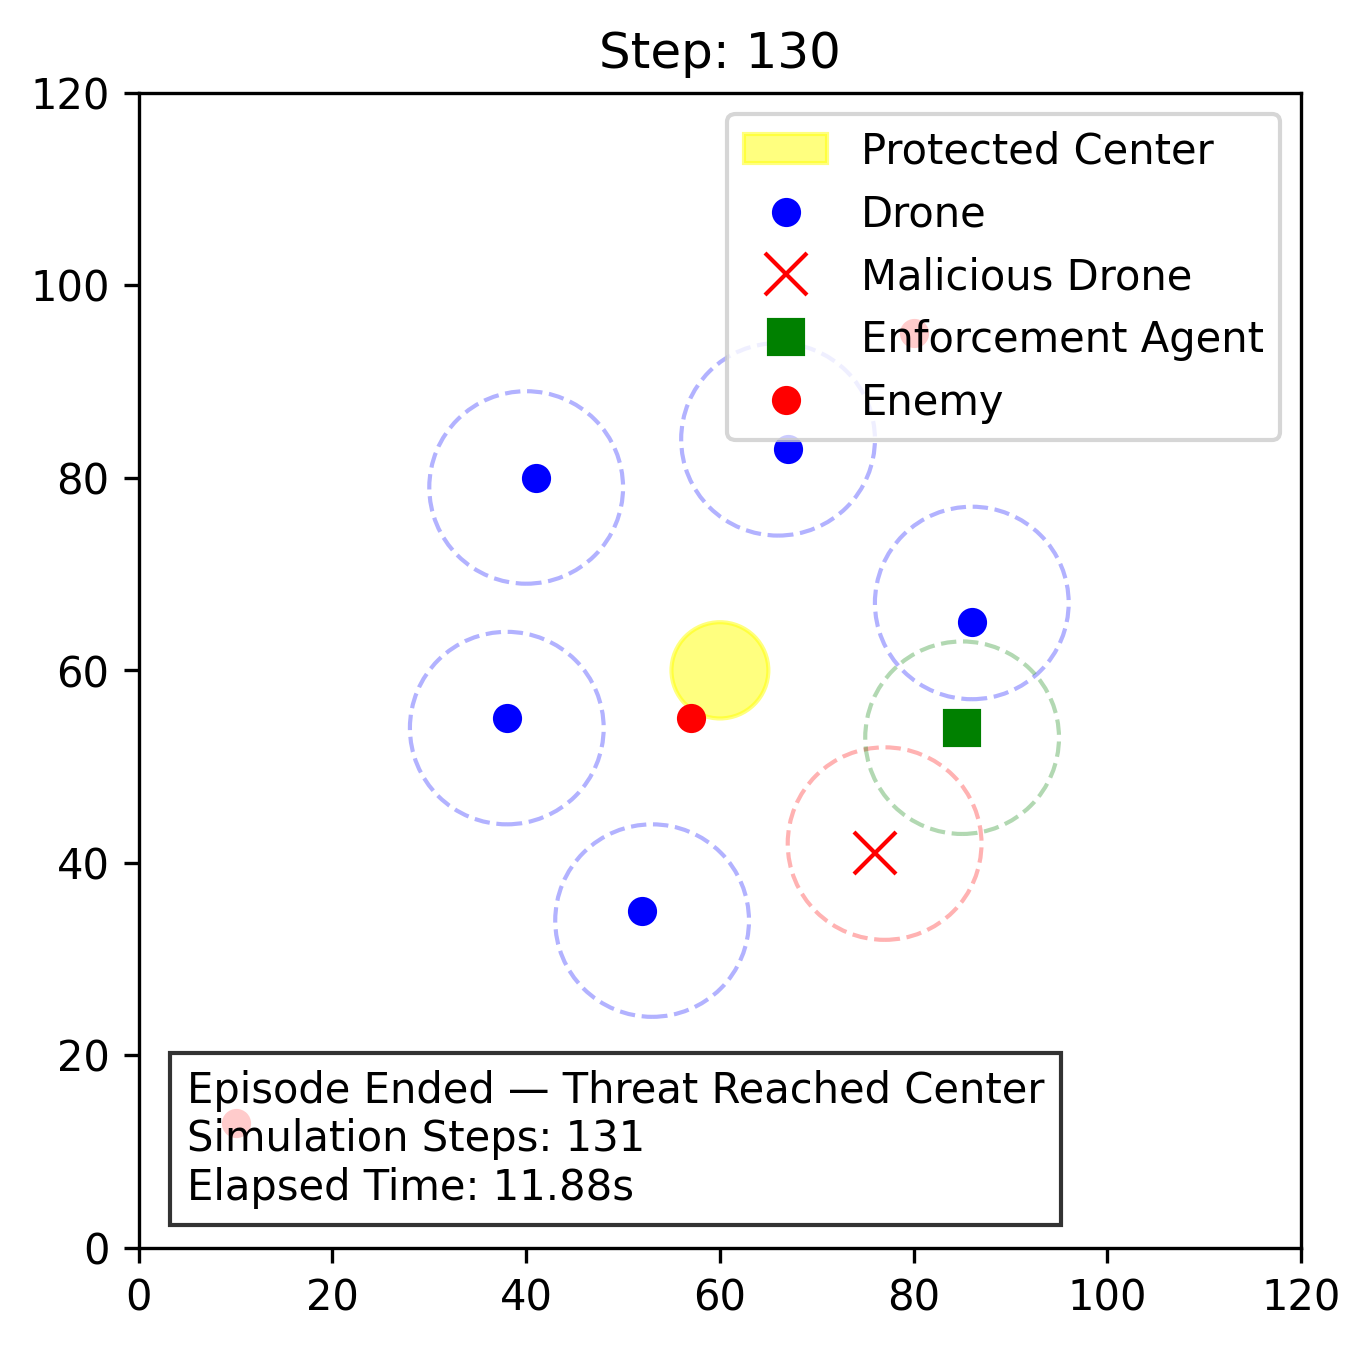 Step: 130
120
100
80
60
40
20
0
Protected Center
Drone
Malicious Drone
Enforcement Agent
Enemy
Episode Ended — Threat Reached Center
Simulation Steps: 131
Elapsed Time: 11.88s
0 20 40 60 80 100 120